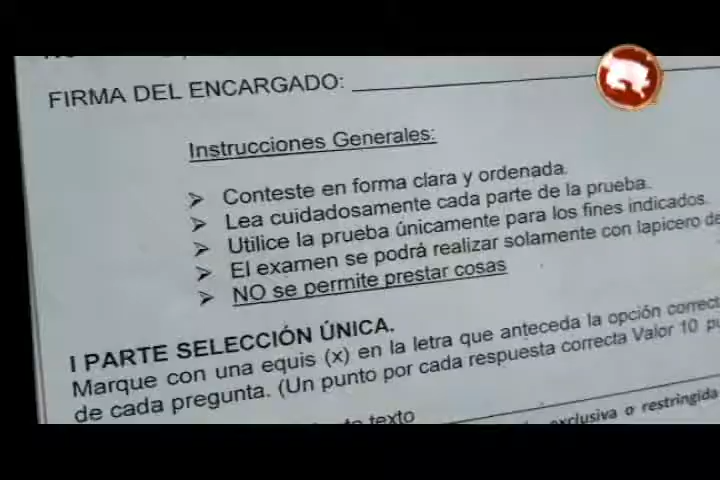 FIRMA DEL ENCARGADO:
Instrucciones Generales:
➢ Conteste en forma clara y ordenada.
➢ Lea cuidadosamente cada parte de la prueba.
➢ Utilice la prueba únicamente para los fines indicados.
➢ El examen se podrá realizar solamente con lapicero de
➢ NO se permite prestar cosas
I PARTE SELECCIÓN ÚNICA.
Marque con una equis (x) en la letra que anteceda la opción correct
de cada pregunta. (Un punto por cada respuesta correcta Valor 10 pu
texto
exclusiva o restringida